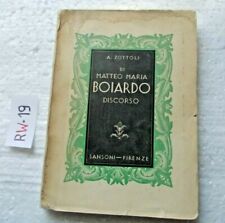 A. ZOTTOLI
DI
MATTEO MARIA
BOIARDO
DISCORSO
SANSONI—FIRENZE
RW-19